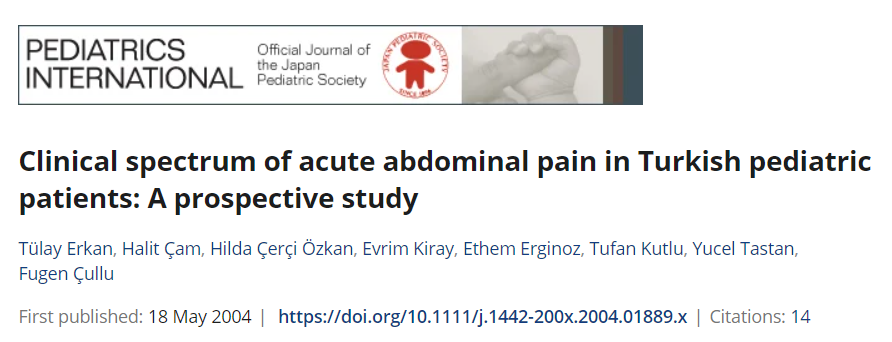 PEDIATRICS
INTERNATIONAL
Official Journal of
the Japan
Pediatric Society
JAPAN PEDIATRIC SOCIETY
SINCE 1896
Clinical spectrum of acute abdominal pain in Turkish pediatric
patients: A prospective study
Tülay Erkan, Halit Çam, Hilda Çerçi Özkan, Evrim Kiray, Ethem Erginoz, Tufan Kutlu, Yucel Tastan,
Fugen Çullu
First published: 18 May 2004 | https://doi.org/10.1111/j.1442-200x.2004.01889.x | Citations: 14